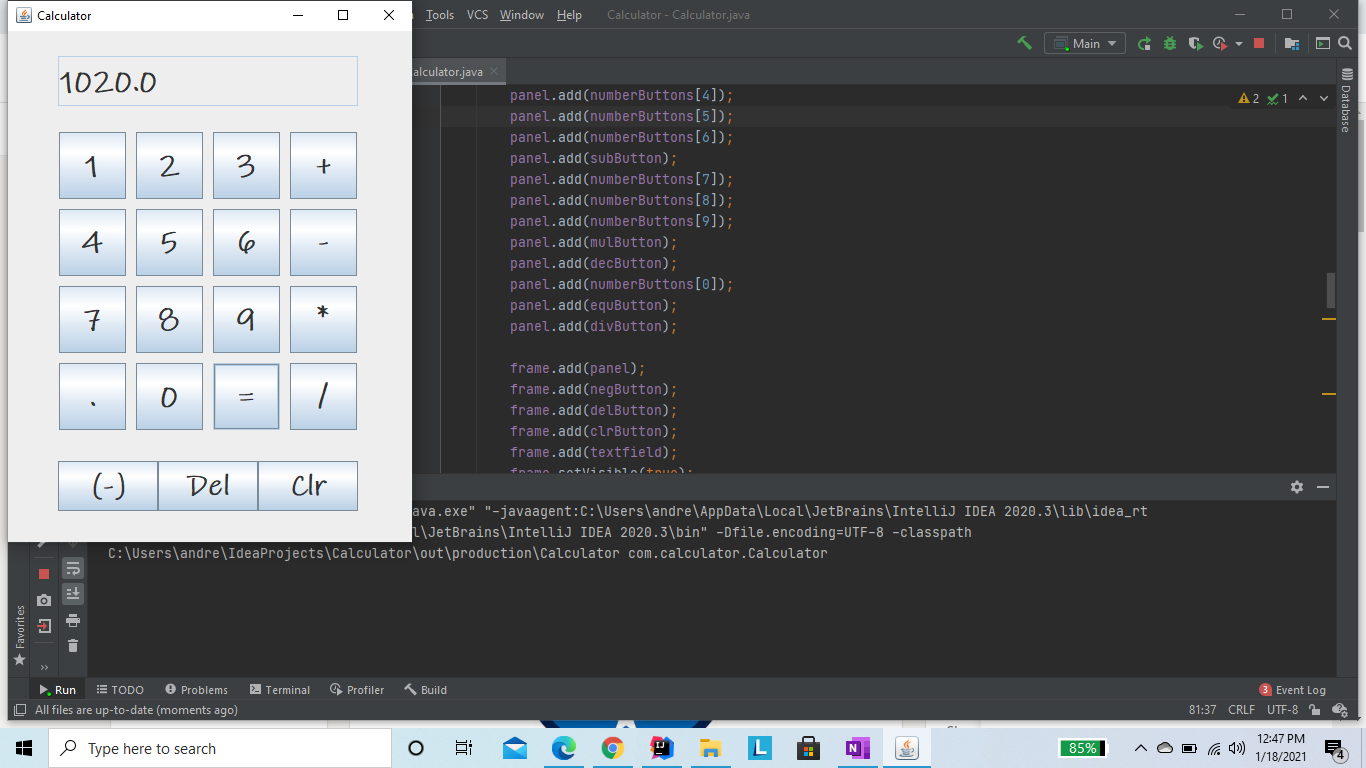 Calculator
Tools VCS Window Help Calculator - Calculator.java
1020.0
Main
alculator.java
2 1
Database
panel.add(numberButtons[4]);
panel.add(numberButtons[5]);
panel.add(numberButtons[6]);
panel.add(subButton);
panel.add(numberButtons[7]);
panel.add(numberButtons[8]);
panel.add(numberButtons[9]);
panel.add(mulButton);
panel.add(decButton);
panel.add(numberButtons[0]);
panel.add(equButton);
panel.add(divButton);
frame.add(panel);
frame.add(negButton);
frame.add(delButton);
frame.add(clrButton);
frame.add(textfield);
frame.setVisible(true);
1 2 3 +
4 5 6 -
7 8 9 *
. 0 = /
(-) Del Clr
ava.exe" "-javaagent:C:\Users\andre\AppData\Local\JetBrains\IntelliJ IDEA 2020.3\lib\idea_rt
l\JetBrains\IntelliJ IDEA 2020.3\bin" -Dfile.encoding=UTF-8 -classpath
C:\Users\andre\IdeaProjects\Calculator\out\production\Calculator com.calculator.Calculator
Favorites
Run TODO Problems Terminal Profiler Build 3 Event Log
All files are up-to-date (moments ago) 81:37 CRLF UTF-8
Type here to search
L
N
85%
12:47 PM
1/18/2021
4